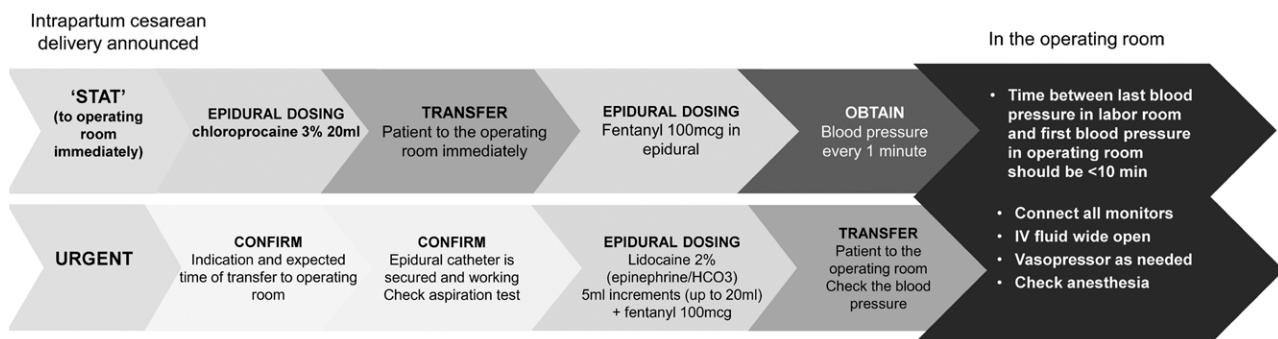 Intrapartum cesarean
delivery announced
In the operating room
‘STAT’
(to operating
room
immediately)
EPIDURAL DOSING
chloroprocaine 3% 20ml
TRANSFER
Patient to the operating
room immediately
EPIDURAL DOSING
Fentanyl 100mcg in
epidural
OBTAIN
Blood pressure
every 1 minute
• Time between last blood
pressure in labor room
and first blood pressure
in operating room
should be <10 min
• Connect all monitors
• IV fluid wide open
• Vasopressor as needed
• Check anesthesia
URGENT
CONFIRM
Indication and expected
time of transfer to operating
room
CONFIRM
Epidural catheter is
secured and working
Check aspiration test
EPIDURAL DOSING
Lidocaine 2%
(epinephrine/HCO3)
5ml increments (up to 20ml)
+ fentanyl 100mcg
TRANSFER
Patient to the
operating room
Check the blood
pressure